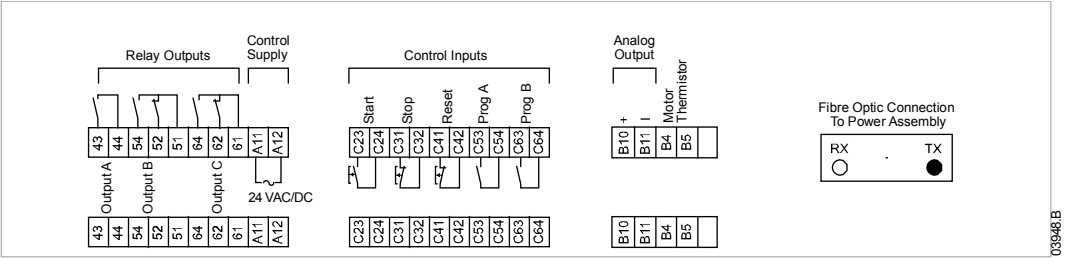 Relay Outputs
Control
Supply
Control Inputs
Analog
Output
Start
Stop
Reset
Prog A
Prog B
+
–
Motor
Thermistor
Fibre Optic Connection
To Power Assembly
RX
TX
43 44 54 52 51 64 62 61 A11 A12
C23 C24 C31 C32 C41 C42 C53 C54 C63 C64
B10 B11 B4 B5
Output A
Output B
Output C
24 VAC/DC
43 44 54 52 51 64 62 61 A11 A12
C23 C24 C31 C32 C41 C42 C53 C54 C63 C64
B10 B11 B4 B5
03948.B